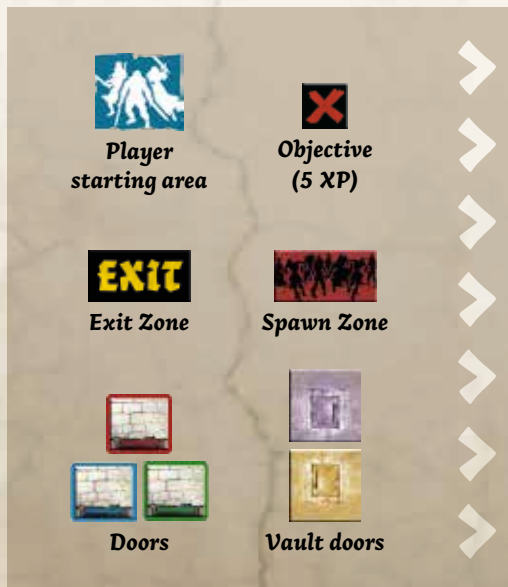 Player
starting area
Objective
(5 XP)
EXIT
Exit Zone
Spawn Zone
Doors
Vault doors